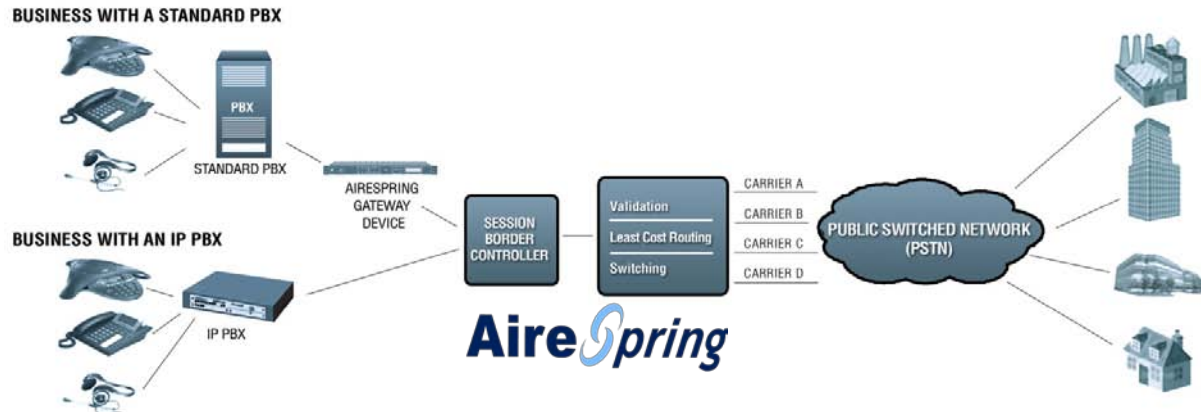 BUSINESS WITH A STANDARD PBX
PBX
STANDARD PBX
AIRESPRING
GATEWAY
DEVICE
BUSINESS WITH AN IP PBX
IP PBX
SESSION
BORDER
CONTROLLER
Validation
Least Cost Routing
Switching
CARRIER A
CARRIER B
CARRIER C
CARRIER D
PUBLIC SWITCHED NETWORK
(PSTN)
AireSpring